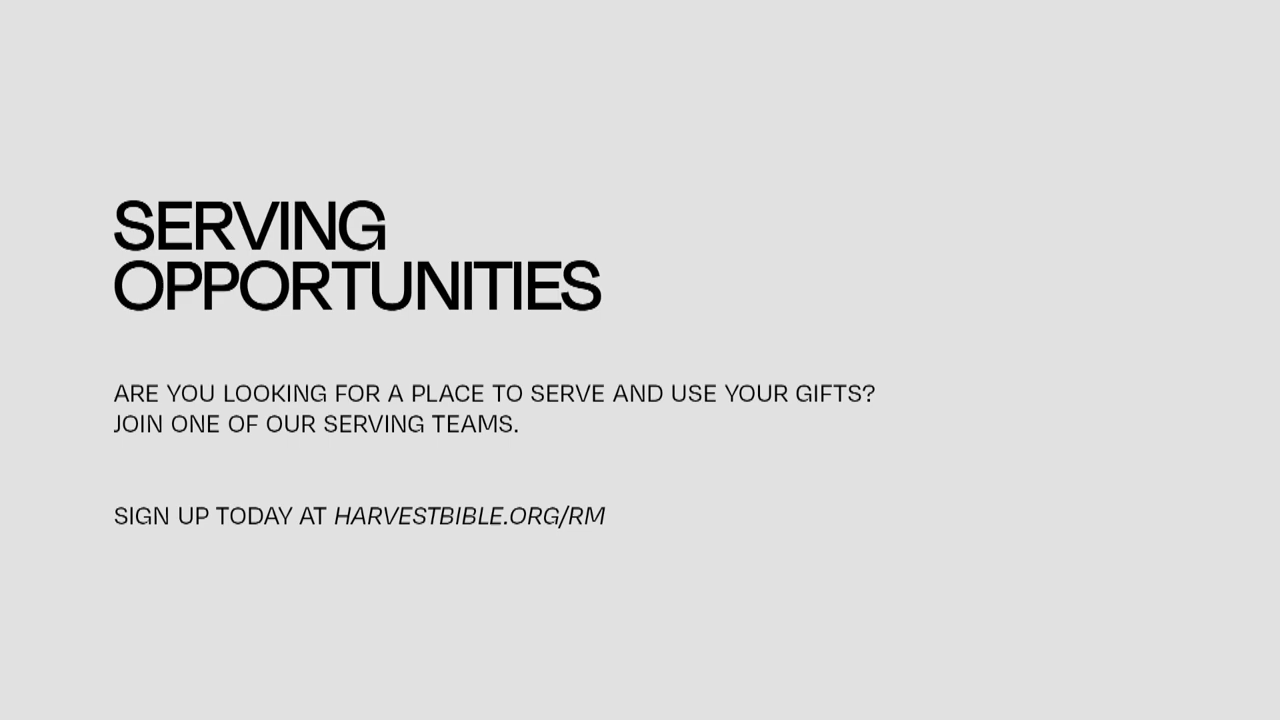 SERVING
OPPORTUNITIES
ARE YOU LOOKING FOR A PLACE TO SERVE AND USE YOUR GIFTS?
JOIN ONE OF OUR SERVING TEAMS.
SIGN UP TODAY AT HARVESTBIBLE.ORG/RM